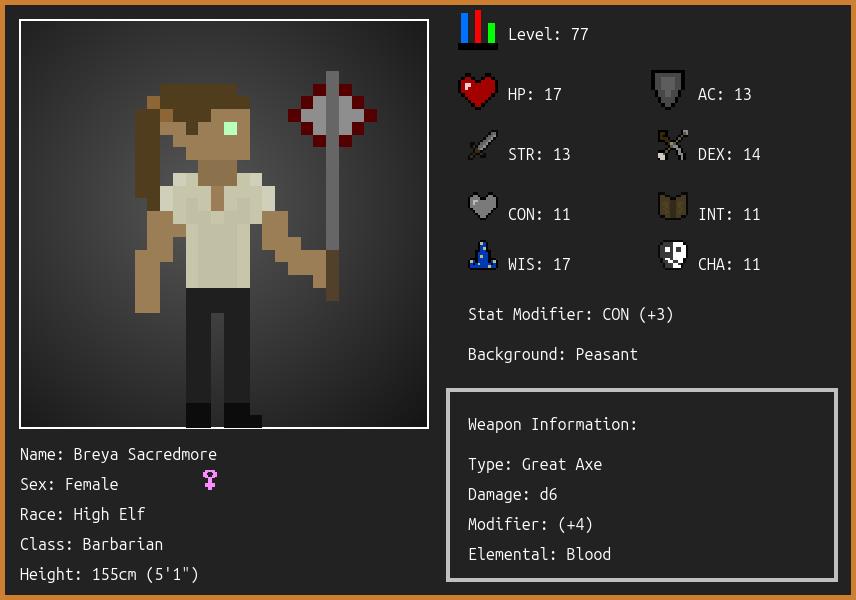 Level: 77
HP: 17
AC: 13
STR: 13
DEX: 14
CON: 11
INT: 11
WIS: 17
CHA: 11
Stat Modifier: CON (+3)
Background: Peasant
Weapon Information:
Type: Great Axe
Damage: d6
Modifier: (+4)
Elemental: Blood
Name: Breya Sacredmore
Sex: Female
Race: High Elf
Class: Barbarian
Height: 155cm (5'1")